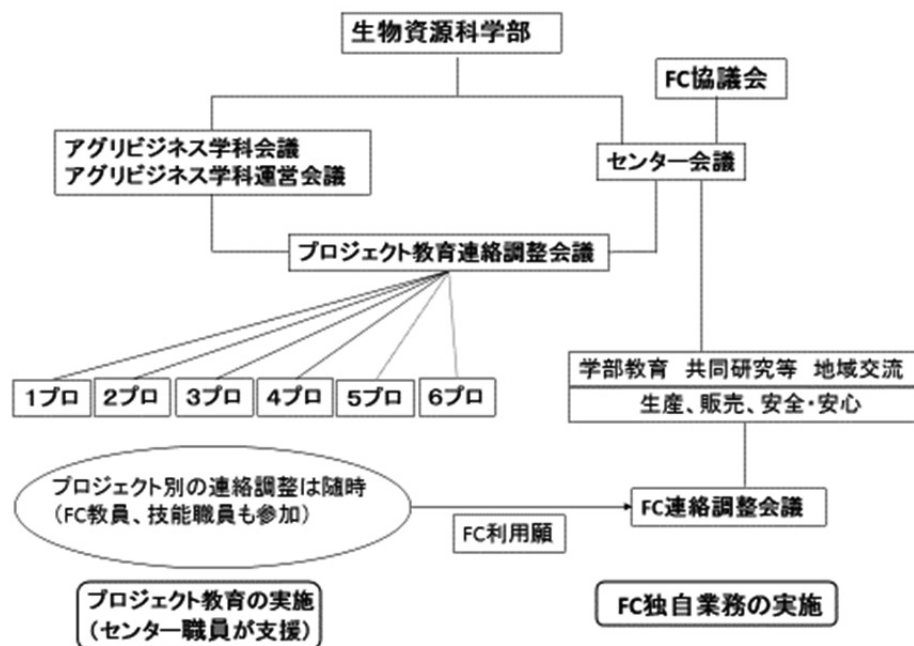 生物資源科学部
FC協議会
アグリビジネス学科会議
アグリビジネス学科運営会議
センター会議
プロジェクト教育連絡調整会議
1プロ
2プロ
3プロ
4プロ
5プロ
6プロ
学部教育 共同研究等 地域交流
生産、販売、安全・安心
プロジェクト別の連絡調整は随時
(FC教員、技能職員も参加)
FC利用願
FC連絡調整会議
プロジェクト教育の実施
(センター職員が支援)
FC独自業務の実施